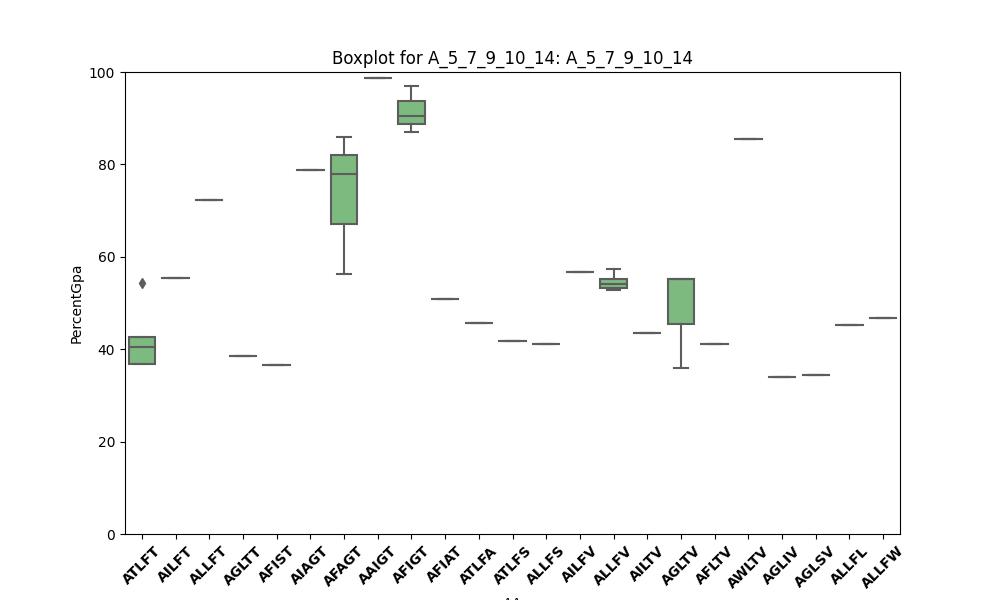 Boxplot for A_5_7_9_10_14: A_5_7_9_10_14
PercentGpa
100
80
60
40
20
0
ATLFT
AILFT
ALLFT
AGLTT
AFIST
AIAGT
AFAGT
AAIGT
AFIGT
AFIAT
ATLFA
ATLFS
ALLFS
AILFV
ALLFV
AILTV
AGLTV
AFLTV
AWLTV
AGLIV
AGLSV
ALLFL
ALLFW